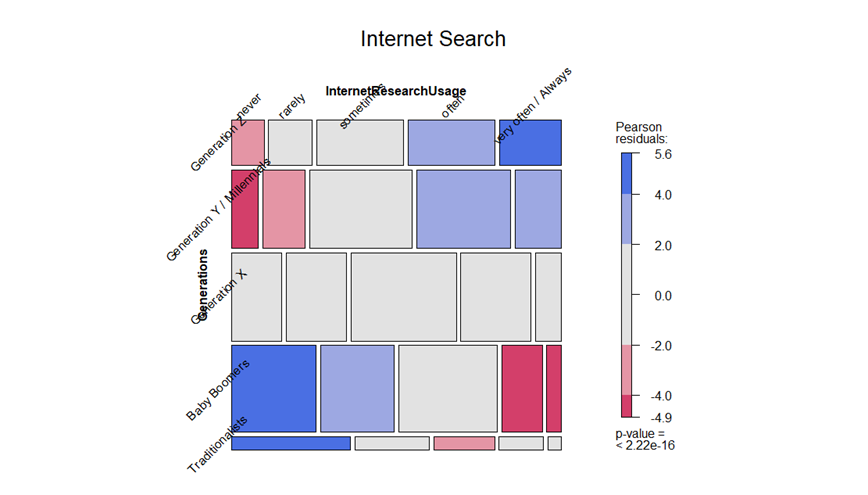 Internet Search
InternetResearchUsage
never
rarely
sometimes
often
very often / Always
Generations
Generation Z
Generation Y / Millennials
Generation X
Baby Boomers
Traditionalists
Pearson
residuals:
5.6
4.0
2.0
0.0
-2.0
-4.0
-4.9
p-value =
< 2.22e-16